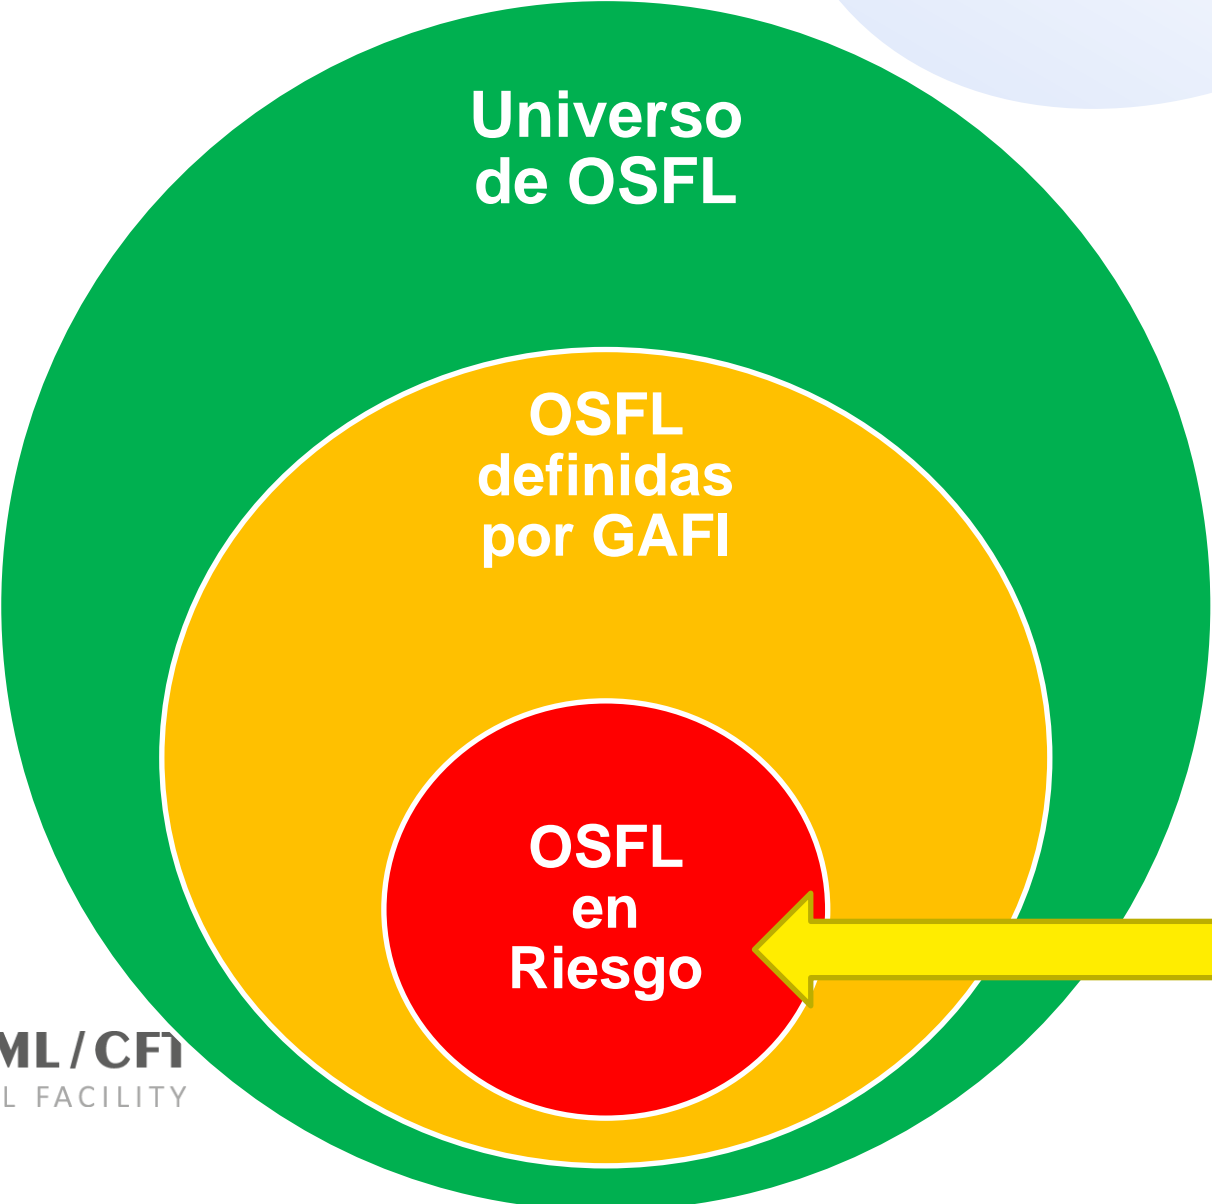 Universo
de OSFL
OSFL
definidas
por GAFI
OSFL
en
Riesgo
ML/CFT
L FACILITY